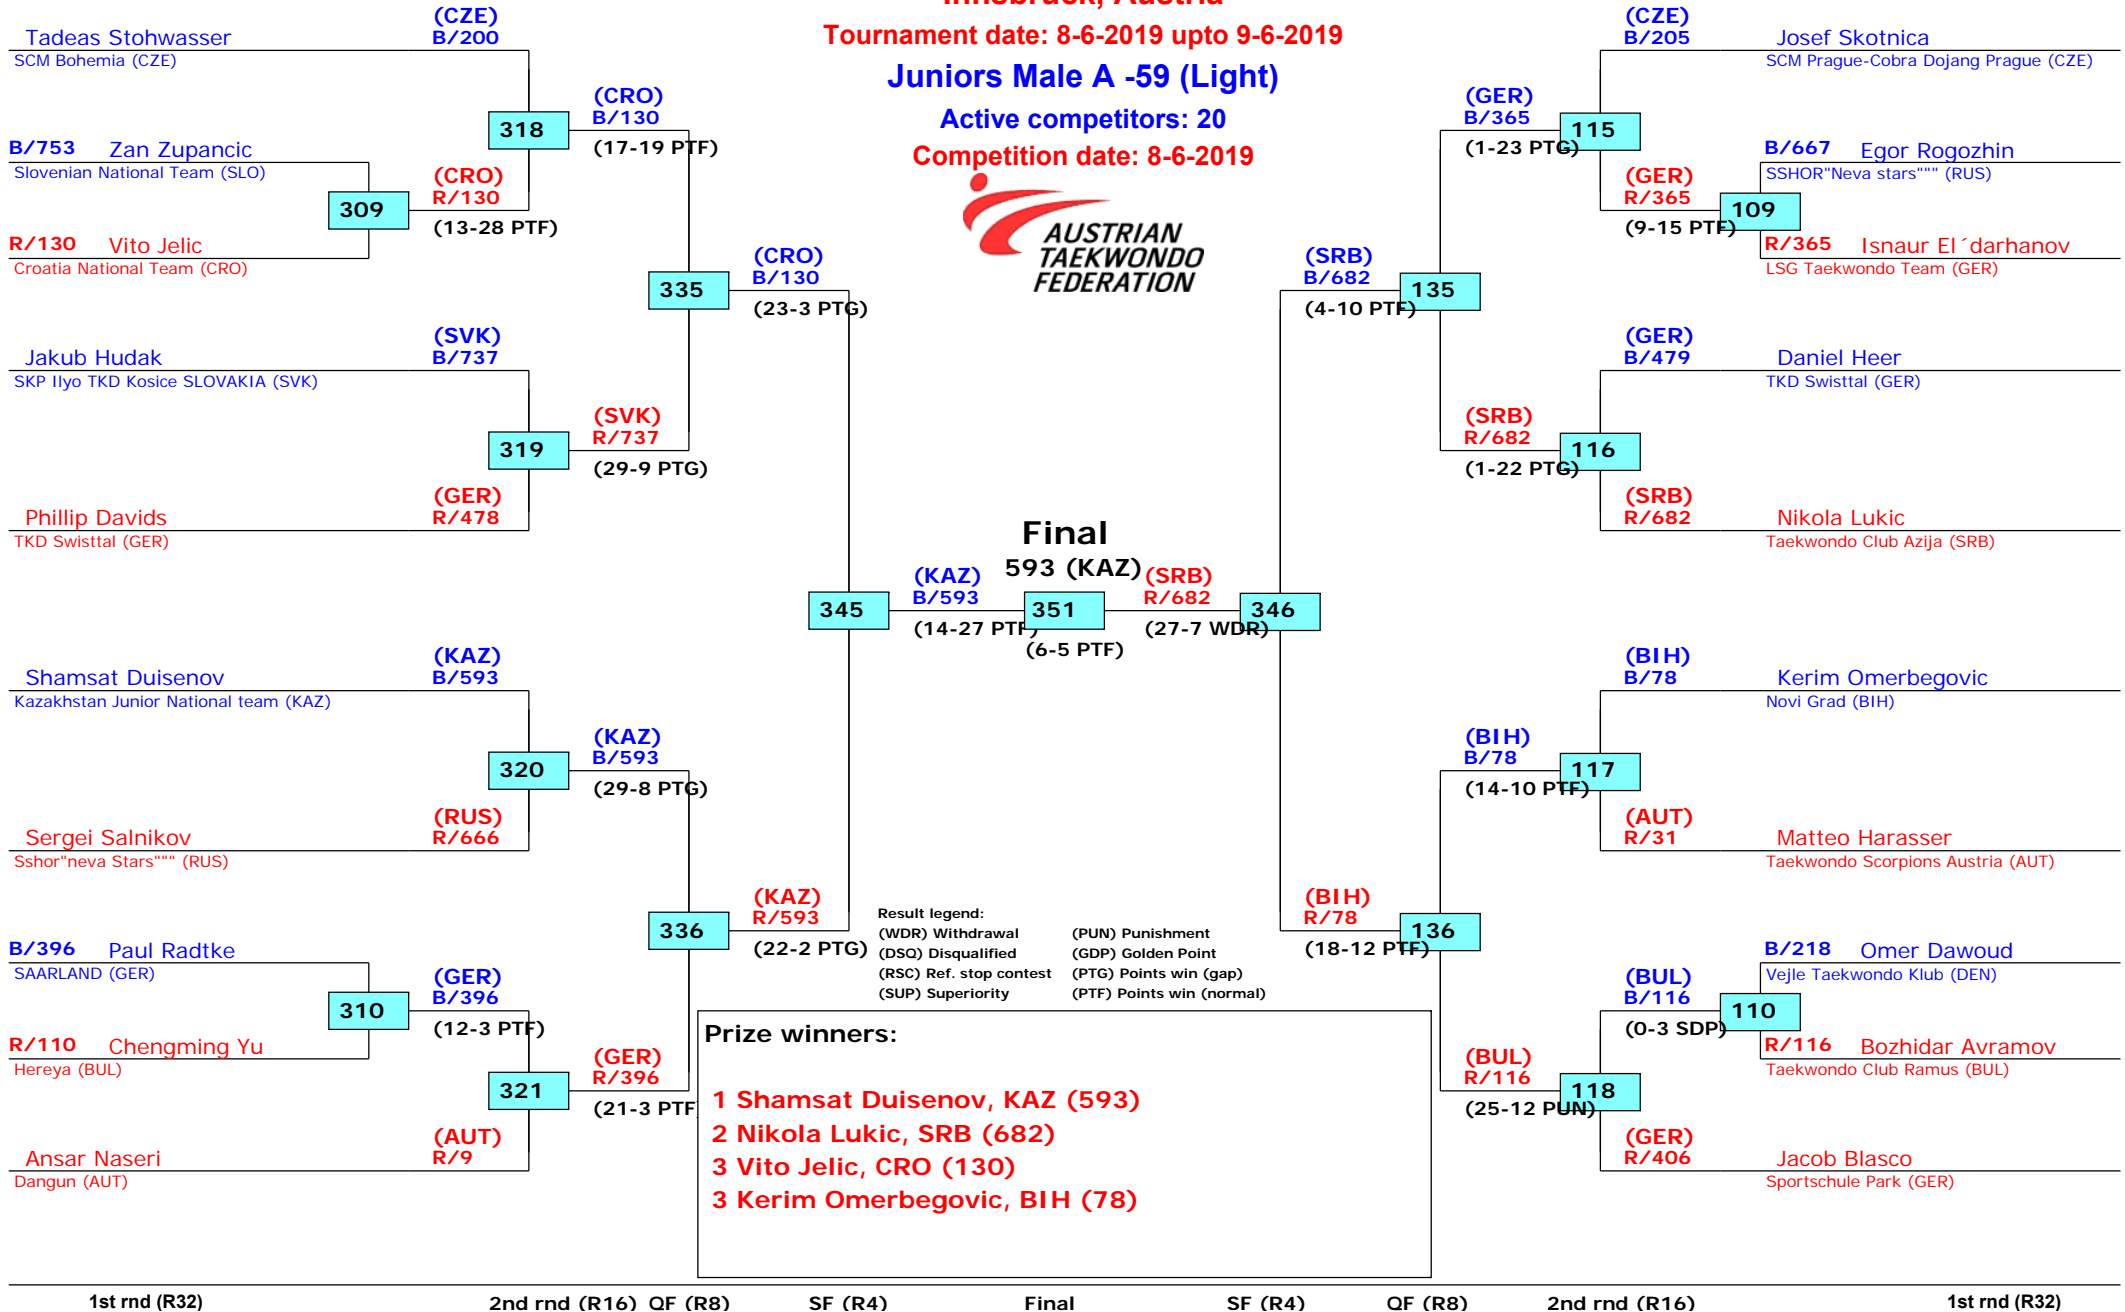 Innsbruck, Austria
Tournament date: 8-6-2019 upto 9-6-2019
Juniors Male A -59 (Light)
Active competitors: 20
Competition date: 8-6-2019
AUSTRIAN
TAEKWONDO
FEDERATION
Tadeas Stohwasser
SCM Bohemia (CZE)
(CZE)
B/200
B/753 Zan Zupancic
Slovenian National Team (SLO)
R/130 Vito Jelic
Croatia National Team (CRO)
309
(CRO)
R/130
(13-28 PTF)
318
(CRO)
B/130
(17-19 PTF)
Jakub Hudak
SKP Ilyo TKD Kosice SLOVAKIA (SVK)
(SVK)
B/737
Phillip Davids
TKD Swisttal (GER)
(GER)
R/478
319
(SVK)
R/737
(29-9 PTG)
335
(CRO)
B/130
(23-3 PTG)
Shamsat Duisenov
Kazakhstan Junior National team (KAZ)
(KAZ)
B/593
Sergei Salnikov
Sshor"neva Stars""" (RUS)
(RUS)
R/666
320
(KAZ)
B/593
(29-8 PTG)
B/396 Paul Radtke
SAARLAND (GER)
R/110 Chengming Yu
Hereya (BUL)
310
(GER)
B/396
(12-3 PTF)
Ansar Naseri
Dangun (AUT)
(AUT)
R/9
321
(GER)
R/396
(21-3 PTF
336
(KAZ)
R/593
(22-2 PTG)
345
(KAZ)
B/593
(14-27 PTF)
Final
593 (KAZ)
351
(6-5 PTF)
(SRB)
R/682
(27-7 WDR)
346
(SRB)
B/682
(4-10 PTF)
135
(GER)
B/365
(1-23 PTG)
115
(CZE)
B/205
Josef Skotnica
SCM Prague-Cobra Dojang Prague (CZE)
(GER)
R/365
(9-15 PTF)
109
B/667 Egor Rogozhin
SSHOR"Neva stars""" (RUS)
R/365 Isnaur El´darhanov
LSG Taekwondo Team (GER)
(SRB)
R/682
(1-22 PTG)
116
(GER)
B/479
Daniel Heer
TKD Swisttal (GER)
(SRB)
R/682
Nikola Lukic
Taekwondo Club Azija (SRB)
(BIH)
R/78
(18-12 PTF)
136
(BIH)
B/78
(14-10 PTF)
117
(BIH)
B/78
Kerim Omerbegovic
Novi Grad (BIH)
(AUT)
R/31
Matteo Harasser
Taekwondo Scorpions Austria (AUT)
(BUL)
R/116
(25-12 PUN)
118
(BUL)
B/116
(0-3 SDP)
110
B/218 Omer Dawoud
Vejle Taekwondo Klub (DEN)
R/116 Bozhidar Avramov
Taekwondo Club Ramus (BUL)
(GER)
R/406
Jacob Blasco
Sportschule Park (GER)
Result legend:
(WDR) Withdrawal (PUN) Punishment
(DSQ) Disqualified (GDP) Golden Point
(RSC) Ref. stop contest (PTG) Points win (gap)
(SUP) Superiority (PTF) Points win (normal)
Prize winners:
1 Shamsat Duisenov, KAZ (593)
2 Nikola Lukic, SRB (682)
3 Vito Jelic, CRO (130)
3 Kerim Omerbegovic, BIH (78)
1st rnd (R32) 2nd rnd (R16) QF (R8) SF (R4) Final SF (R4) QF (R8) 2nd rnd (R16) 1st rnd (R32)